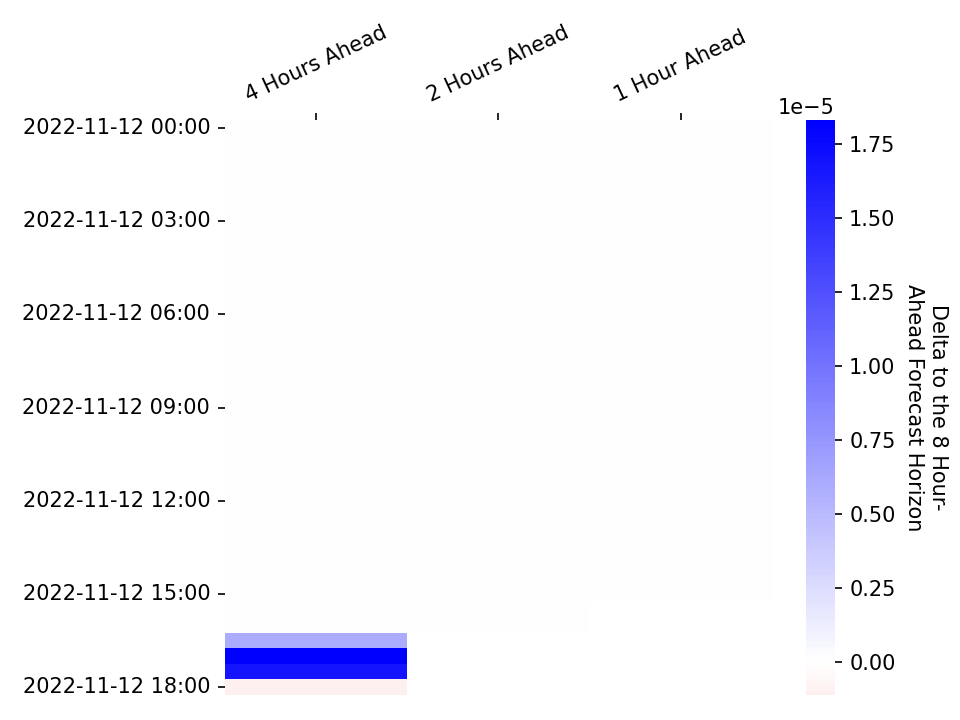 4 Hours Ahead
2 Hours Ahead
1 Hour Ahead
1e−5
2022-11-12 00:00
2022-11-12 03:00
2022-11-12 06:00
2022-11-12 09:00
2022-11-12 12:00
2022-11-12 15:00
2022-11-12 18:00
1.75
1.50
1.25
1.00
0.75
0.50
0.25
0.00
Delta to the 8 Hour-
Ahead Forecast Horizon